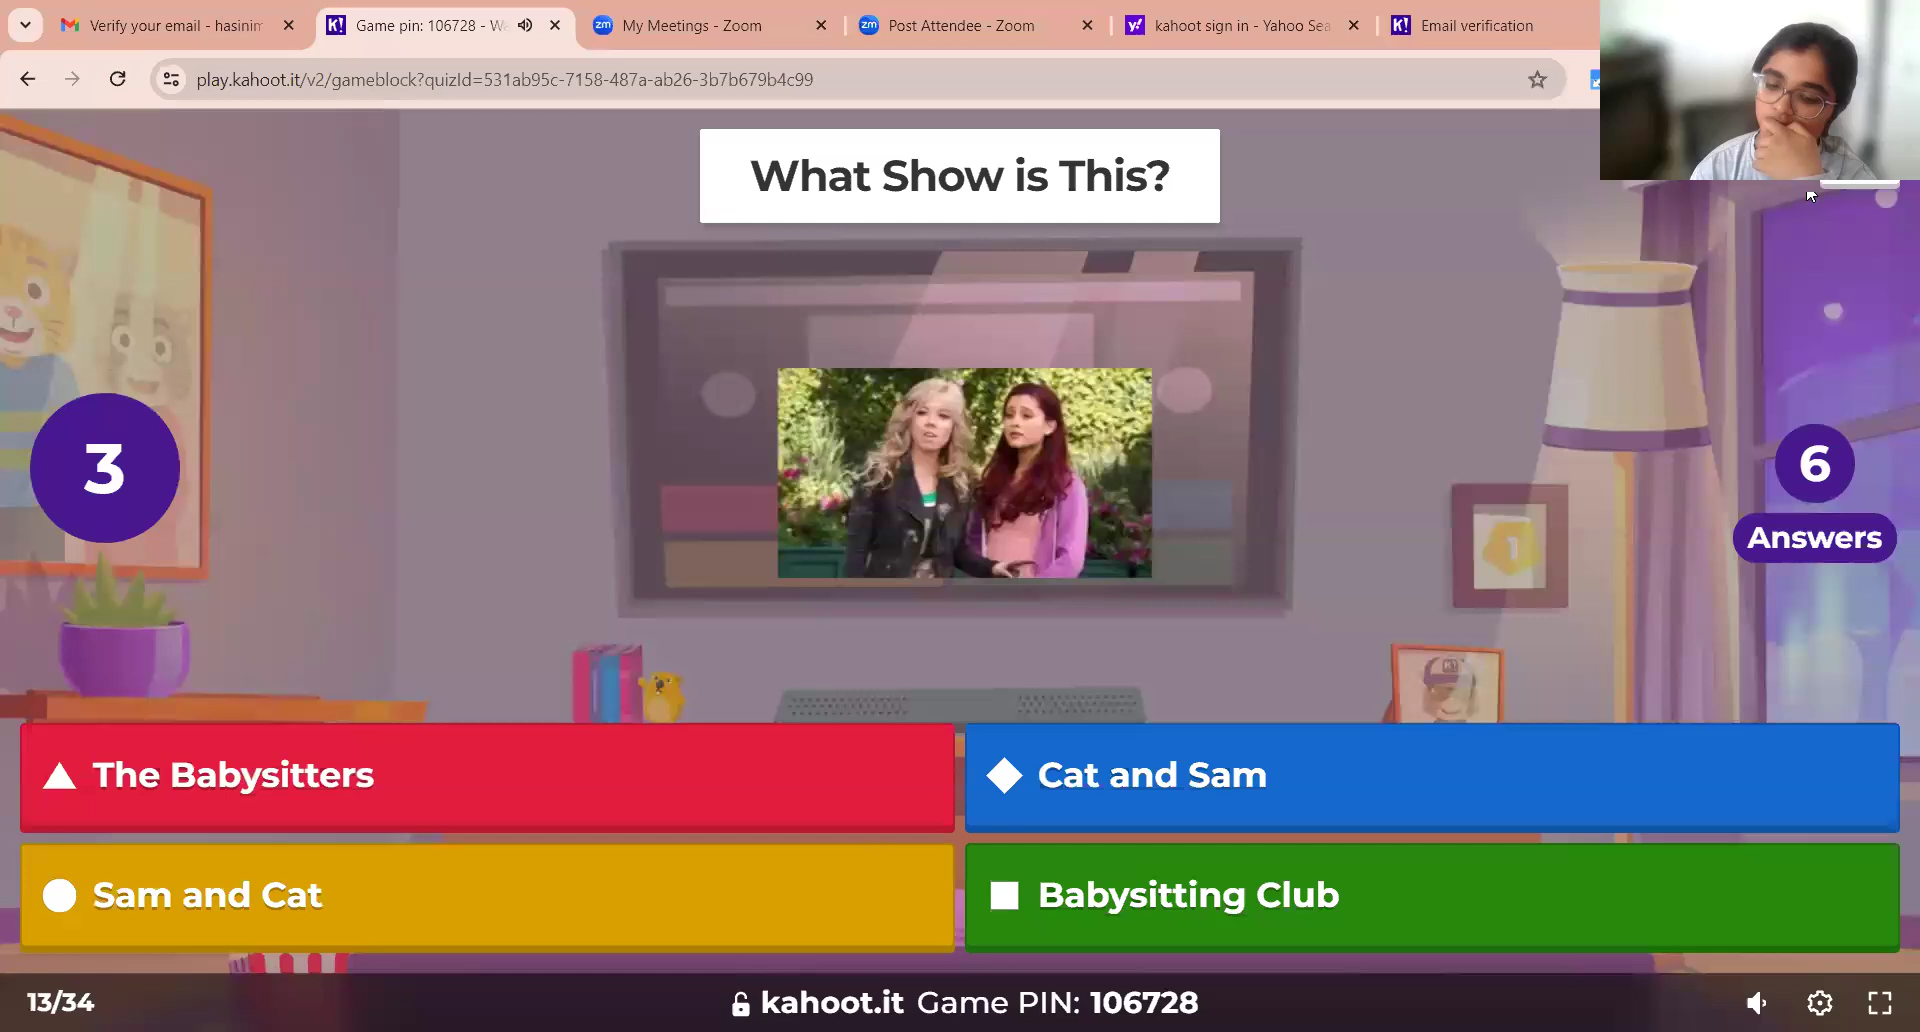 Verify your email - hasinim
Game pin: 106728 - Wa
My Meetings - Zoom
Post Attendee - Zoom
kahoot sign in - Yahoo Sea
Email verification
play.kahoot.it/v2/gameblock?quizId=531ab95c-7158-487a-ab26-3b7b679b4c99
What Show is This?
3
6
Answers
1
K!
The Babysitters
Cat and Sam
Sam and Cat
Babysitting Club
13/34
kahoot.it Game PIN: 106728